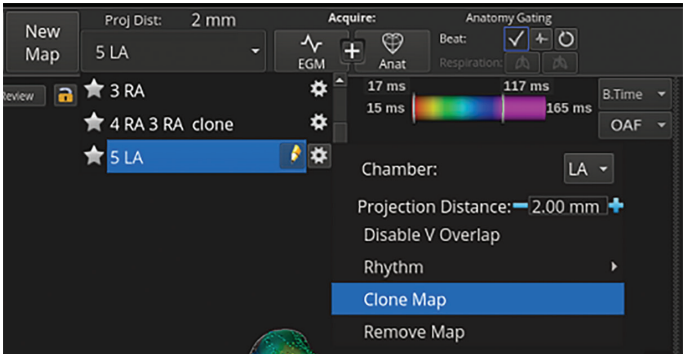 Proj Dist: 2 mm
Acquire:
Anatomy Gating
New
Map
5 LA
EGM
Anat
Beat:
Respiration:
Review
3 RA
4 RA 3 RA clone
5 LA
17 ms 117 ms
15 ms 165 ms
B.Time
OAF
Chamber: LA
Projection Distance: 2.00 mm
Disable V Overlap
Rhythm
Clone Map
Remove Map